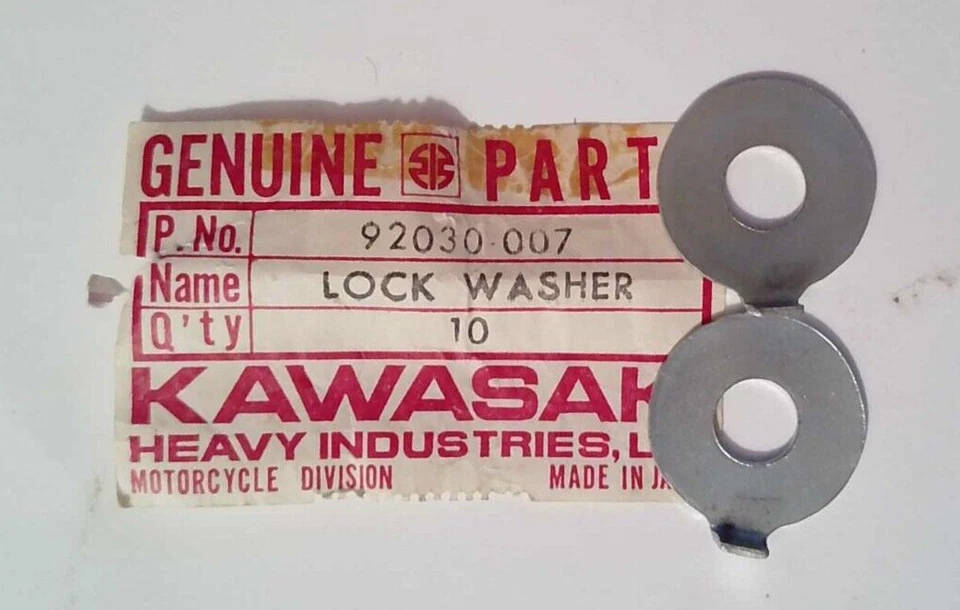 GENUINE PART
P. No. 92030-007
Name LOCK WASHER
Q'ty 10
KAWASAK
HEAVY INDUSTRIES, L
MOTORCYCLE DIVISION MADE IN JA